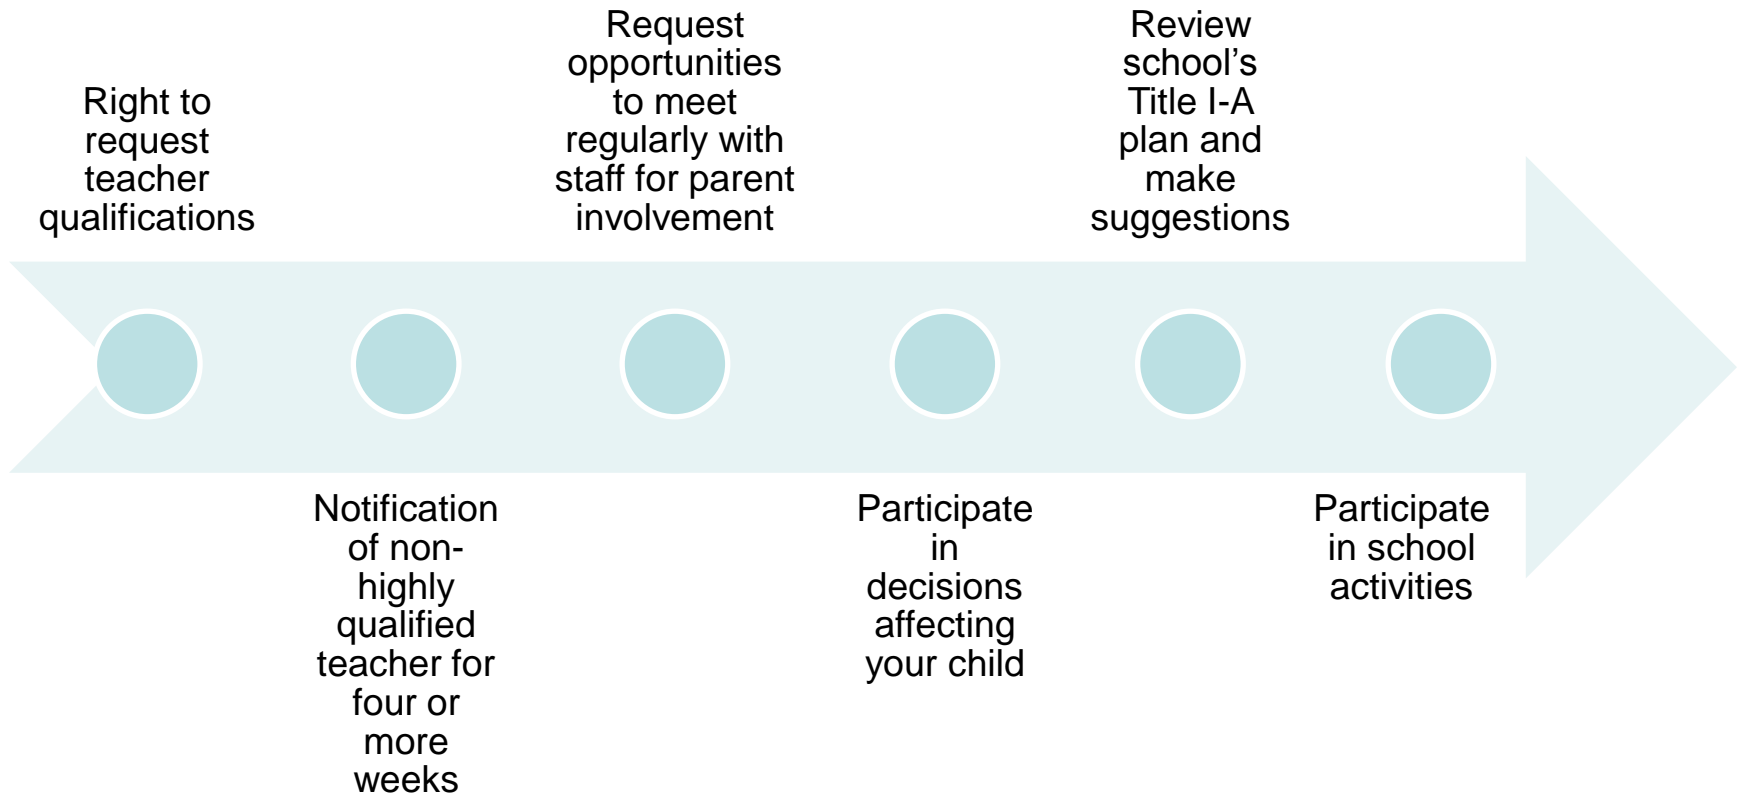 Right to
request
teacher
qualifications
Notification
of non-
highly
qualified
teacher for
four or
more
weeks
Request
opportunities
to meet
regularly with
staff for parent
involvement
Participate
in
decisions
affecting
your child
Review
school’s
Title I-A
plan and
make
suggestions
Participate
in school
activities